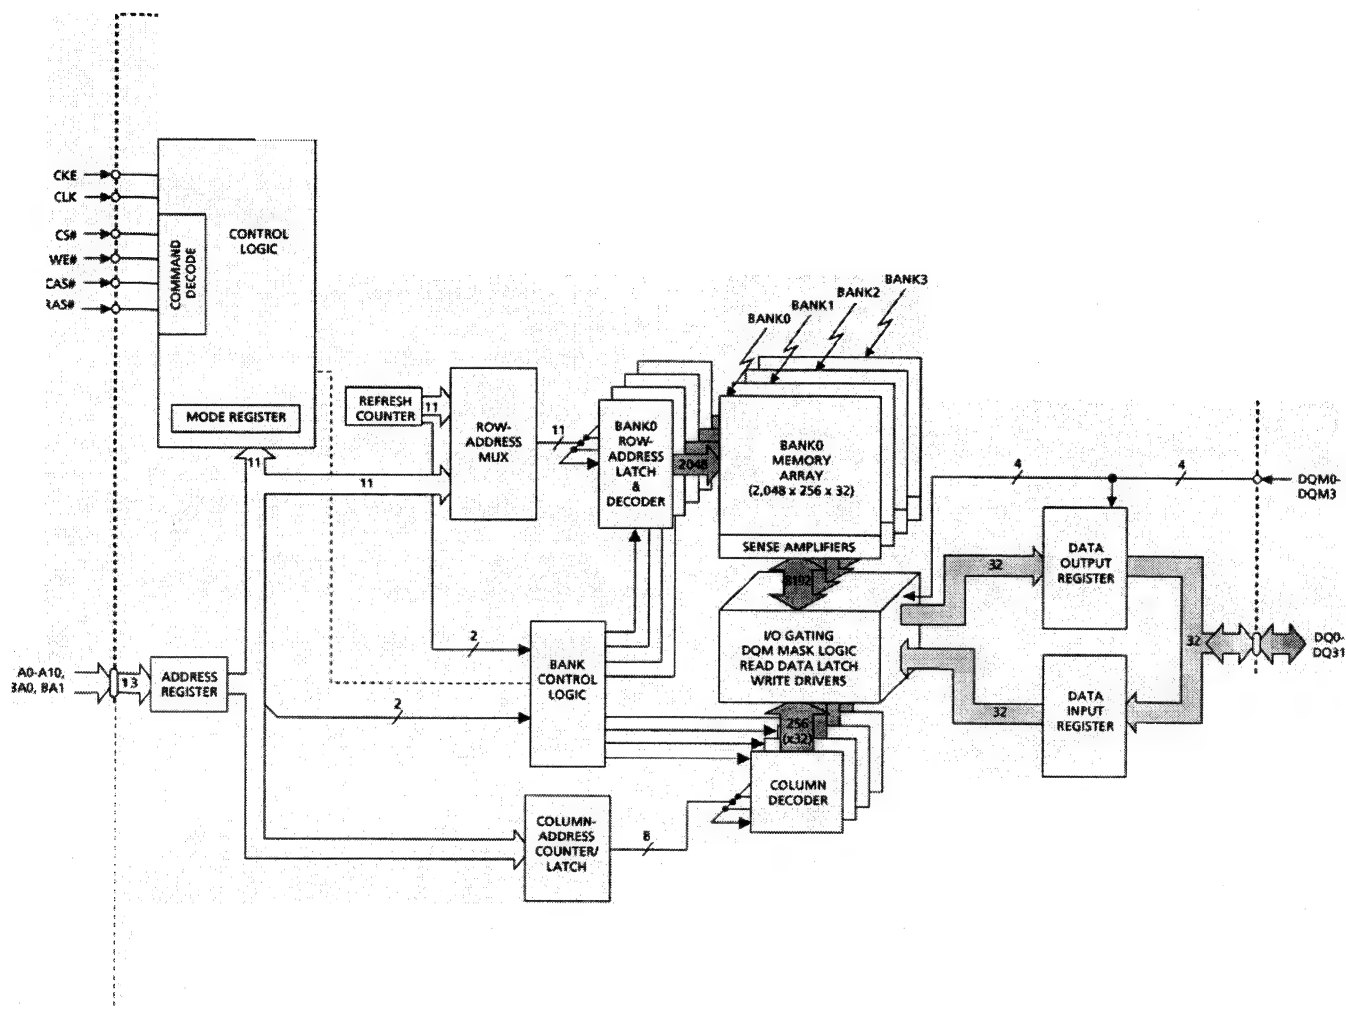 CKE
CLK
CS#
WE#
CAS#
RAS#
COMMAND
DECODE
CONTROL
LOGIC
MODE REGISTER
11
REFRESH
COUNTER
11
11
ROW-
ADDRESS
MUX
11
BANK0
ROW-
ADDRESS
LATCH
&
DECODER
2048
BANK0
BANK1
BANK2
BANK3
BANK0
MEMORY
ARRAY
(2,048 x 256 x 32)
SENSE AMPLIFIERS
8192
I/O GATING
DQM MASK LOGIC
READ DATA LATCH
WRITE DRIVERS
4
4
DQM0-
DQM3
32
DATA
OUTPUT
REGISTER
32
DQ0-
DQ31
32
DATA
INPUT
REGISTER
A0-A10,
BA0, BA1
13
ADDRESS
REGISTER
2
2
BANK
CONTROL
LOGIC
256
(x32)
COLUMN
DECODER
COLUMN-
ADDRESS
COUNTER/
LATCH
8